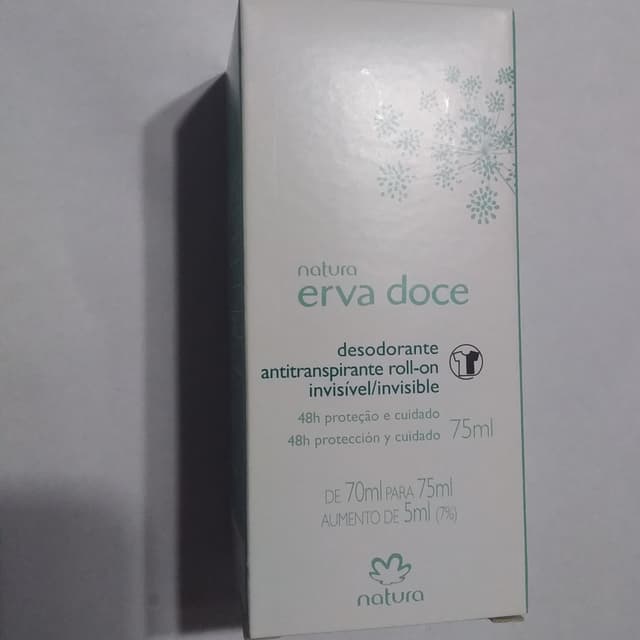 natura
erva doce
desodorante
antitranspirante roll-on
invisível/invisible
48h proteção e cuidado
48h protección y cuidado 75ml
DE 70ml PARA 75ml
AUMENTO DE 5ml (7%)
natura